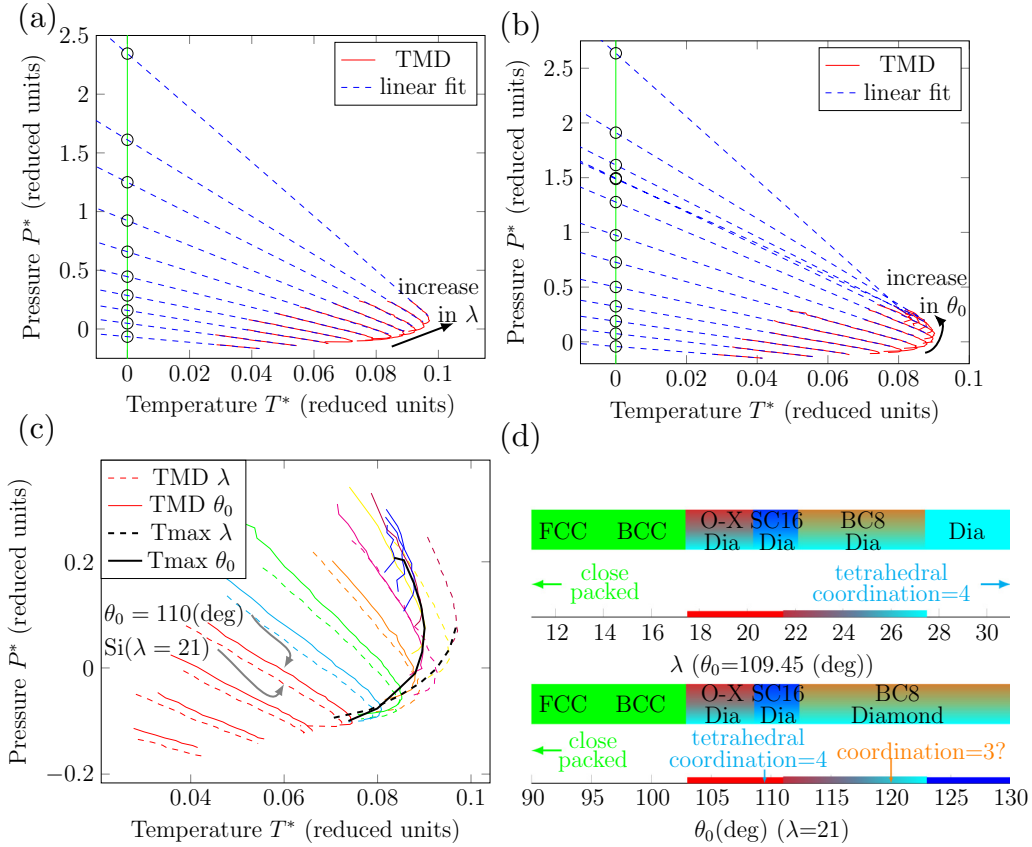 (a)
2.5
2
1.5
1
0.5
0
Pressure P* (reduced units)
TMD
linear fit
increase
in λ
0 0.02 0.04 0.06 0.08 0.1
Temperature T* (reduced units)
(b)
2.5
2
1.5
1
0.5
0
Pressure P* (reduced units)
TMD
linear fit
increase
in θ₀
0 0.02 0.04 0.06 0.08 0.1
Temperature T* (reduced units)
(c)
TMD λ
TMD θ₀
Tmax λ
Tmax θ₀
0.2
0
−0.2
Pressure P* (reduced units)
θ₀ = 110(deg)
Si(λ = 21)
0.04 0.06 0.08 0.1
Temperature T* (reduced units)
(d)
FCC BCC O-X Dia SC16 Dia BC8 Dia Dia
close packed
tetrahedral coordination=4
12 14 16 18 20 22 24 26 28 30
λ (θ₀=109.45 (deg))
FCC BCC O-X Dia SC16 Dia BC8 Diamond
close packed
tetrahedral coordination=4
coordination=3?
90 95 100 105 110 115 120 125 130
θ₀(deg) (λ=21)